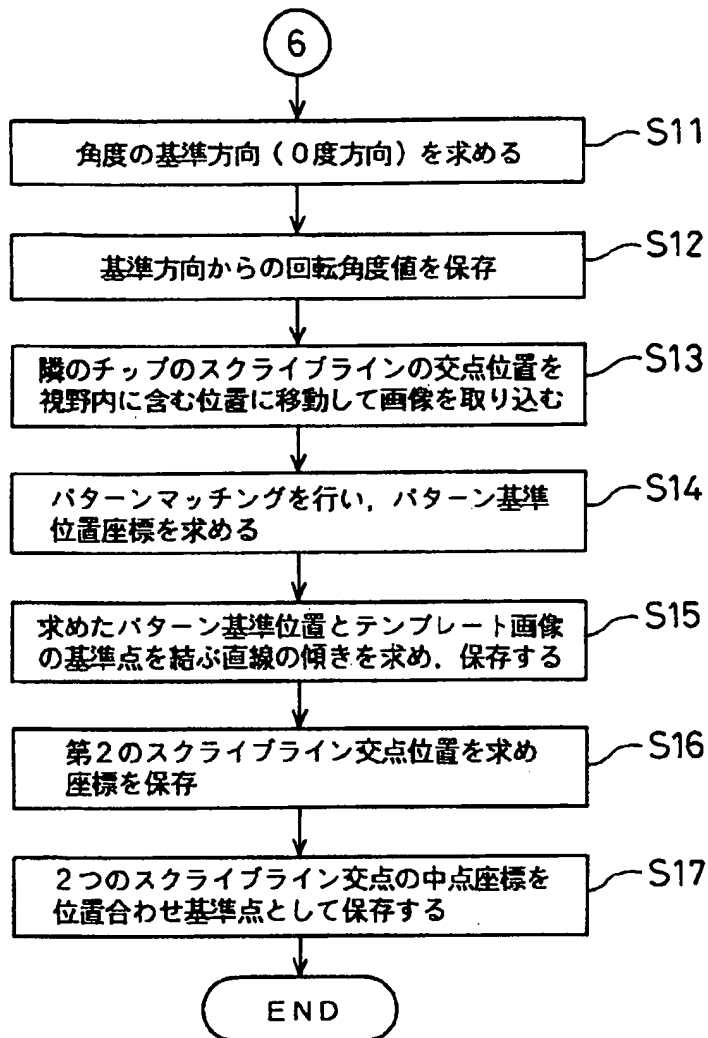 6
角度の基準方向（０度方向）を求める
S11
基準方向からの回転角度値を保存
S12
隣のチップのスクライブラインの交点位置を
視野内に含む位置に移動して画像を取り込む
S13
パターンマッチングを行い，パターン基準
位置座標を求める
S14
求めたパターン基準位置とテンプレート画像
の基準点を結ぶ直線の傾きを求め，保存する
S15
第２のスクライブライン交点位置を求め
座標を保存
S16
２つのスクライブライン交点の中点座標を
位置合わせ基準点として保存する
S17
END